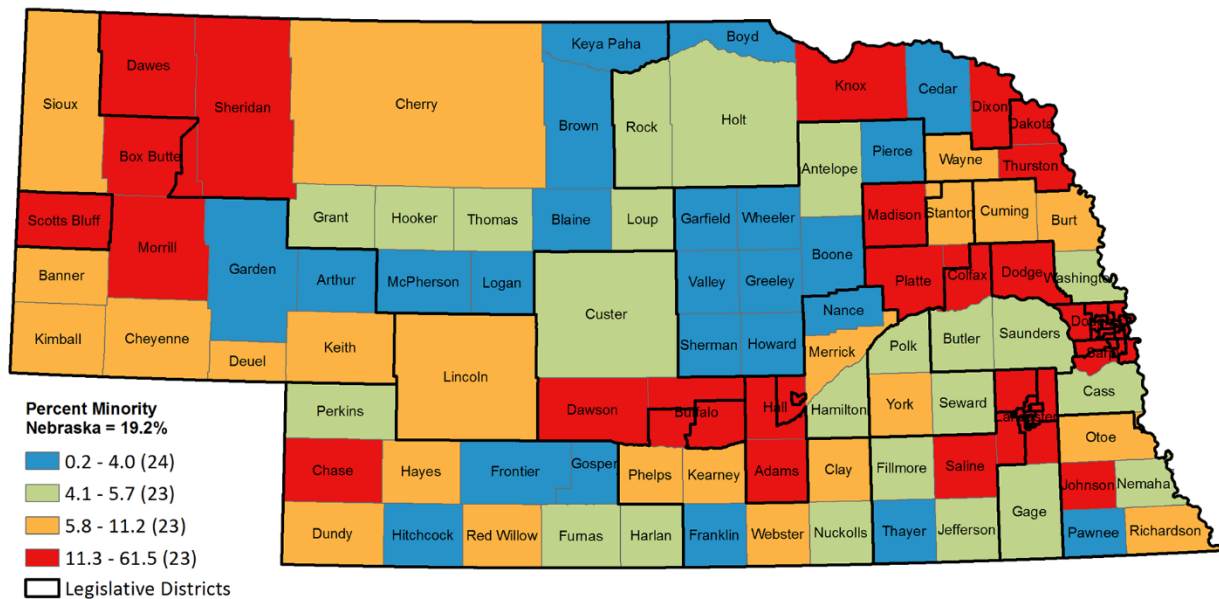 Keya Paha
Boyd
Dawes
Sioux
Sheridan
Cherry
Knox
Cedar
Dixon
Dakota
Brown
Rock
Holt
Box Butte
Pierce
Wayne
Thurston
Antelope
Scotts Bluff
Grant
Hooker
Thomas
Blaine
Loup
Garfield
Wheeler
Madison
Stanton
Cuming
Burt
Morrill
Garden
Arthur
McPherson
Logan
Valley
Greeley
Boone
Platte
Colfax
Dodge
Washington
Banner
Custer
Nance
Kimball
Cheyenne
Deuel
Keith
Lincoln
Sherman
Howard
Merrick
Polk
Butler
Saunders
Cass
Perkins
Dawson
Buffalo
Hall
Hamilton
York
Seward
Otoe
Chase
Hayes
Frontier
Gosper
Phelps
Kearney
Adams
Clay
Fillmore
Saline
Johnson
Nemaha
Gage
Dundy
Hitchcock
Red Willow
Furnas
Harlan
Franklin
Webster
Nuckolls
Thayer
Jefferson
Pawnee
Richardson
Percent Minority
Nebraska = 19.2%
0.2 - 4.0 (24)
4.1 - 5.7 (23)
5.8 - 11.2 (23)
11.3 - 61.5 (23)
Legislative Districts